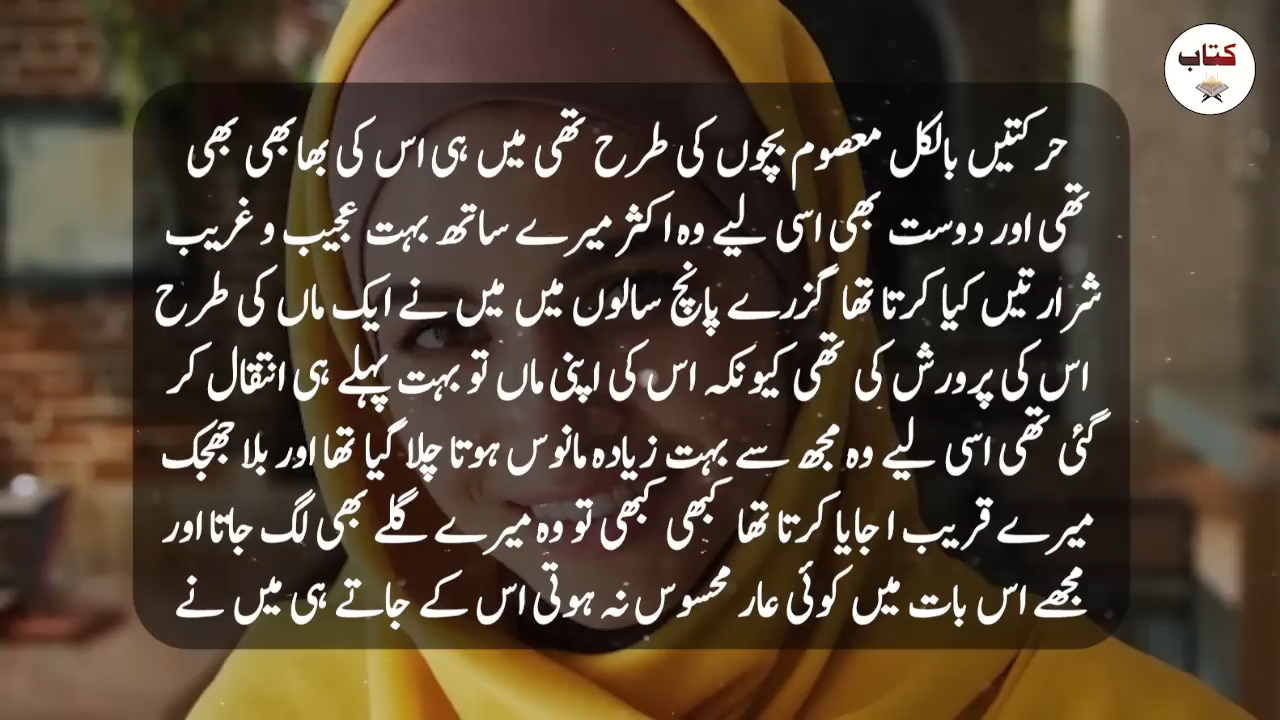 کتاب
حرکتیں بالکل معصوم بچوں کی طرح تھی میں ہی اس کی بھابھی بھی
تھی اور دوست بھی اسی لیے وہ اکثر میرے ساتھ بہت عجیب و غریب
شرارتیں کیا کرتا تھا گزرے پانچ سالوں میں میں نے ایک ماں کی طرح
اس کی پرورش کی تھی کیونکہ اس کی اپنی ماں تو بہت پہلے ہی انتقال کر
گئی تھی اسی لیے وہ مجھ سے بہت زیادہ مانوس ہوتا چلا گیا تھا اور بلا جھجک
میرے قریب ا جایا کرتا تھا کبھی کبھی تو وہ میرے گلے بھی لگ جاتا اور
مجھے اس بات میں کوئی عار محسوس نہ ہوتی اس کے جاتے ہی میں نے